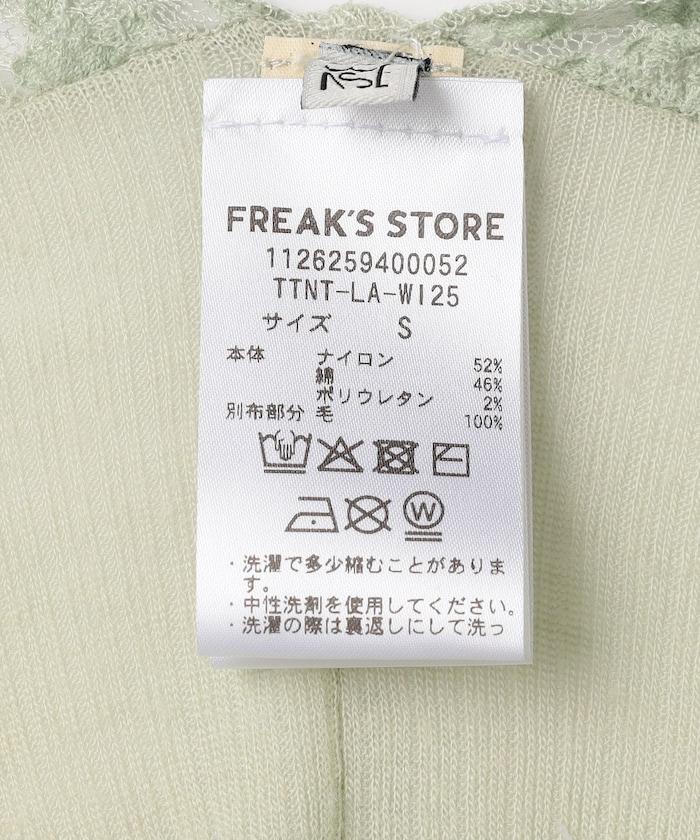 FREAK'S STORE
1126259400052
TTNT-LA-WI25
サイズ S
本体 ナイロン 52%
綿 46%
ポリウレタン 2%
別布部分 毛 100%
W
・洗濯で多少縮むことがありま
す。
・中性洗剤を使用してください。
・洗濯の際は裏返しにして洗っ